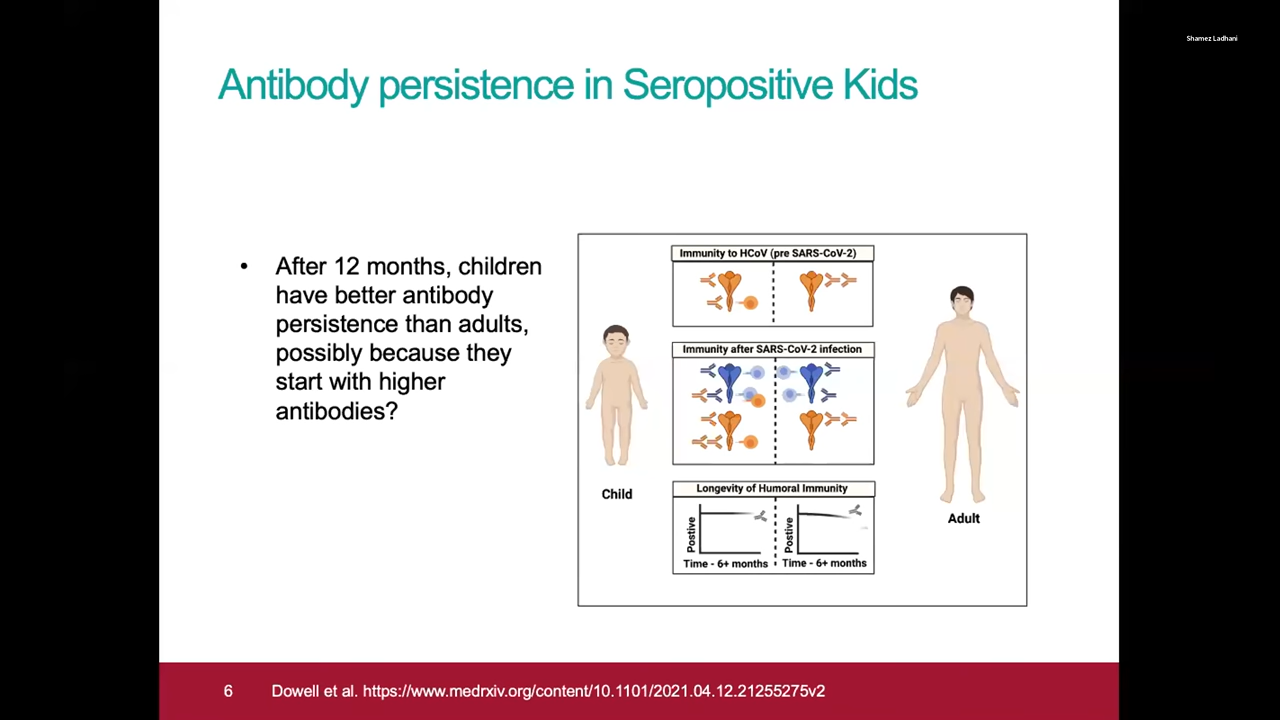 Shamez Ladhani
Antibody persistence in Seropositive Kids
• After 12 months, children
have better antibody
persistence than adults,
possibly because they
start with higher
antibodies?
Immunity to HCoV (pre SARS-CoV-2)
Immunity after SARS-CoV-2 infection
Longevity of Humoral Immunity
Postive
Time - 6+ months
Postive
Time - 6+ months
Child
Adult
6
Dowell et al. https://www.medrxiv.org/content/10.1101/2021.04.12.21255275v2